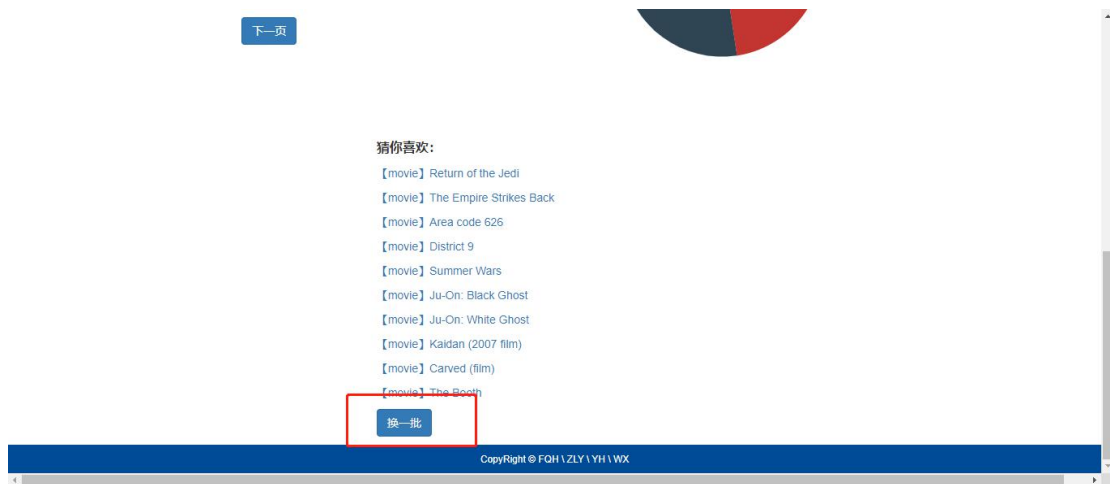 下一页
猜你喜欢：
【movie】Return of the Jedi
【movie】The Empire Strikes Back
【movie】Area code 626
【movie】District 9
【movie】Summer Wars
【movie】Ju-On: Black Ghost
【movie】Ju-On: White Ghost
【movie】Kaidan (2007 film)
【movie】Carved (film)
【movie】The Booth
换一批
CopyRight © FQH \ ZLY \ YH \ WX